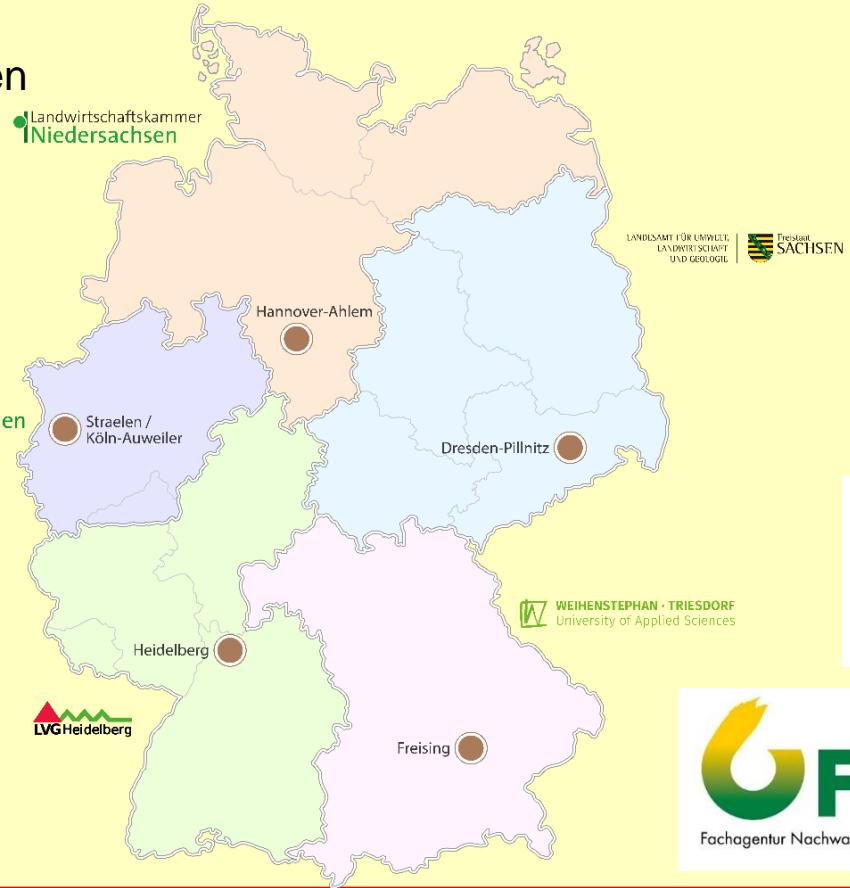 en
Landwirtschaftskammer
Niedersachsen
LANDESAMT FÜR UMWELT,
LANDWIRTSCHAFT
UND GEOLOGIE
Freistaat
SACHSEN
Hannover-Ahlem
en
Straelen /
Köln-Auweiler
Dresden-Pillnitz
WEIHENSTEPHAN · TRIESDORF
University of Applied Sciences
Heidelberg
LVG Heidelberg
Freising
F
Fachagentur Nachwa